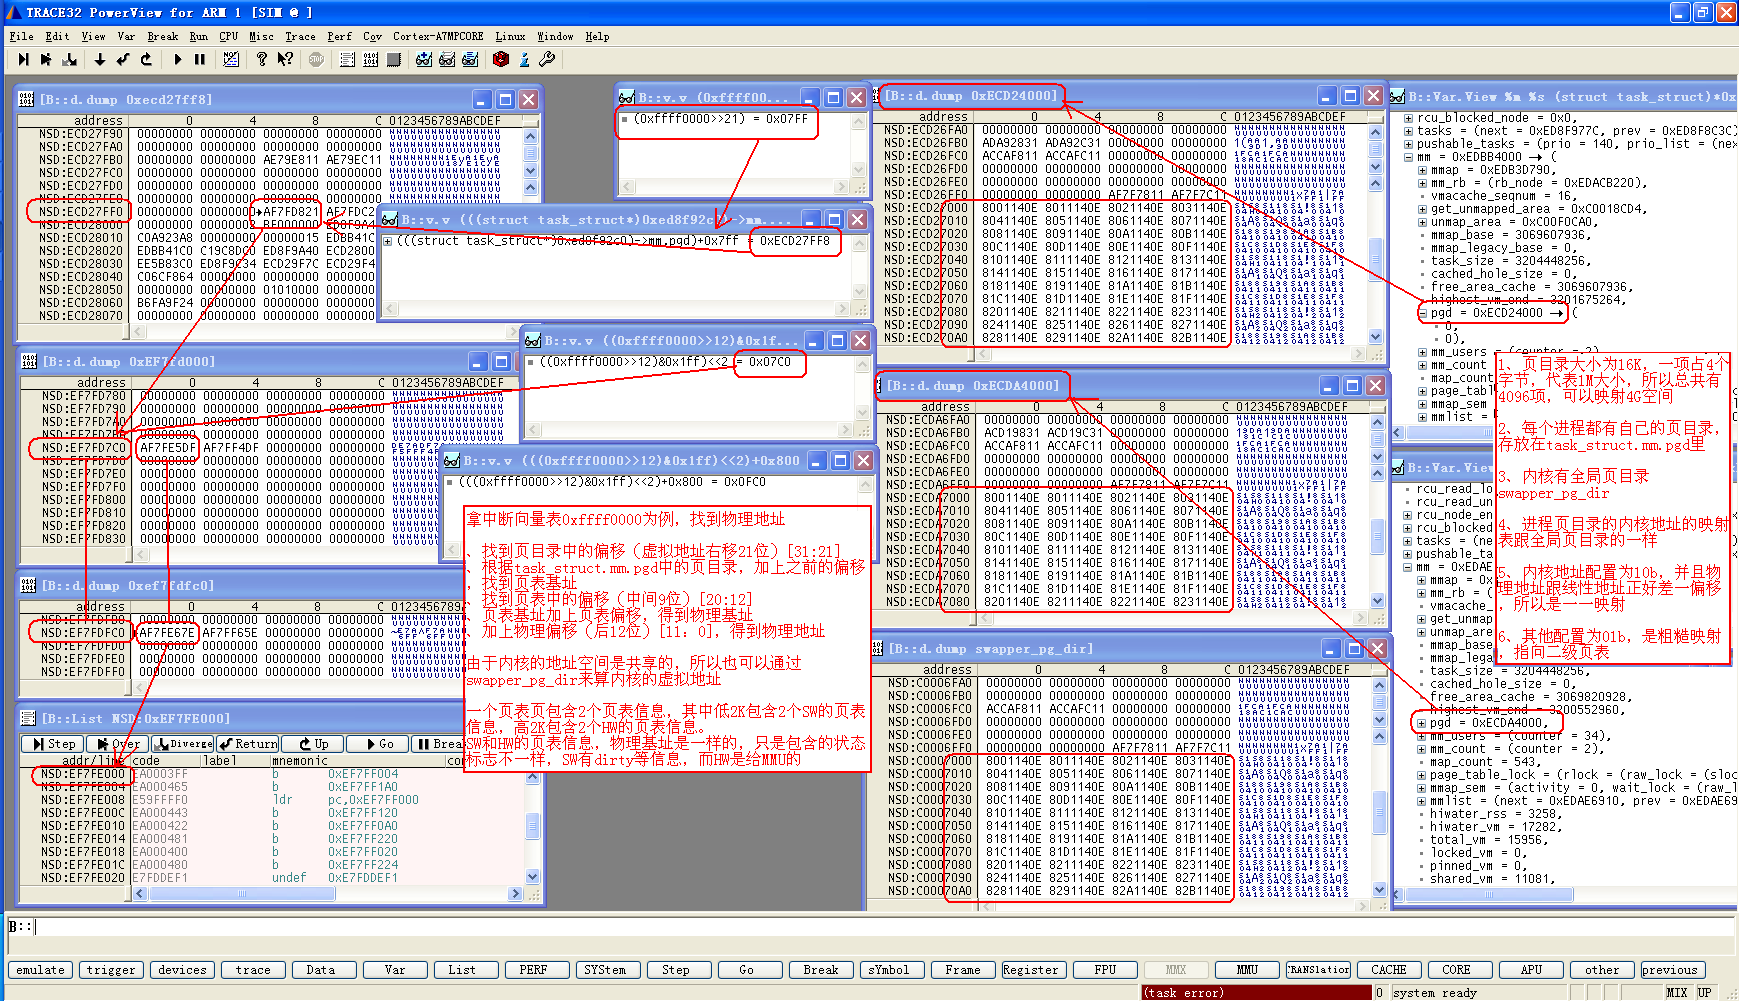 TRACE32 PowerView for ARM 1 [SIM @ ]
File Edit View Var Break Run CPU Misc Trace Perf Cov Cortex-A7MPCORE Linux Window Help
[B::d.dump 0xecd27ff8]
address 0 4 8 C 0123456789ABCDEF
NSD:ECD27F90 00000000 00000000 00000000 00000000
NSD:ECD27FA0 00000000 00000000 00000000 00000000
NSD:ECD27FB0 00000000 00000000 AE79E811 AE79EC11
NSD:ECD27FC0 00000000 00000000 00000000 00000000
NSD:ECD27FD0 00000000 00000000 00000000 00000000
NSD:ECD27FE0 00000000 00000000 00000000 00000000
NSD:ECD27FF0 00000000 00000000 AF7FD821 AF7FDC2
NSD:ECD28010 C0A923A8 00000000 00000015 EDBB41C
NSD:ECD28020 EDBB41C0 C19C8DC0 ED8F9A40 ECD2800
NSD:ECD28030 EE5B83C0 ED8F9C34 ECD29F7C ECD29F4
NSD:ECD28040 C06CF864 00000000 00000000 0000000
NSD:ECD28050 00000000 00000000 01010000 0000000
NSD:ECD28060 B6FA9F24 00000000 00000000 0000000
NSD:ECD28070 00000000 00000000 00000000 0000000
B::v.v (0xffff00...
(0xffff0000>>21) = 0x07FF
B::v.v (((struct task_struct*)0xed8f92c0)->mm....
(((struct task_struct*)0xed8f92c0)->mm.pgd)+0x7ff = 0xECD27FF8
B::v.v ((0xffff0000>>12)&0x1f...
((0xffff0000>>12)&0x1ff)<<2 = 0x07C0
B::v.v (((0xffff0000>>12)&0x1ff)<<2)+0x800
(((0xffff0000>>12)&0x1ff)<<2)+0x800 = 0x0FC0
[B::d.dump 0xEF7fd000]
address 0 4 8 C 0123456789ABCDEF
NSD:EF7FD780 00000000 00000000 00000000 00000000
NSD:EF7FD790 00000000 00000000 00000000 00000000
NSD:EF7FD7A0 00000000 00000000 00000000 00000000
NSD:EF7FD7C0 AF7FE5DF AF7FF4DF 00000000 00000000
NSD:EF7FD7D0 00000000 00000000 00000000 00000000
NSD:EF7FD7E0 00000000 00000000 00000000 00000000
NSD:EF7FD7F0 00000000 00000000 00000000 00000000
NSD:EF7FD800 00000000 00000000 00000000 00000000
NSD:EF7FD810 00000000 00000000 00000000 00000000
NSD:EF7FD820 00000000 00000000 00000000 00000000
NSD:EF7FD830 00000000 00000000 00000000 00000000
[B::d.dump 0xef7fdfc0]
address 0 4 8 C 01234567
NSD:EF7FDFC0 AF7FE67E AF7FF65E 00000000 00000000
NSD:EF7FDFD0 00000000 00000000 00000000 00000000
NSD:EF7FDFE0 00000000 00000000 00000000 00000000
NSD:EF7FDFF0 00000000 00000000 00000000 00000000
[B::List NSD:0xEF7FE000]
Step Over Diverge Return Up Go Brea
addr/line code label mnemonic
NSD:EF7FE000 EA0003FF b 0xEF7FF004
NSD:EF7FE004 EA000465 b 0xEF7FF1A0
NSD:EF7FE008 E59FFFF0 ldr pc,0xEF7FF000
NSD:EF7FE00C EA000443 b 0xEF7FF120
NSD:EF7FE010 EA000422 b 0xEF7FF0A0
NSD:EF7FE014 EA000481 b 0xEF7FF220
NSD:EF7FE018 EA000400 b 0xEF7FF020
NSD:EF7FE01C EA000480 b 0xEF7FF224
NSD:EF7FE020 E7FDDEF1 undef 0xE7FDDEF1
拿中断向量表0xffff0000为例，找到物理地址
、找到页目录中的偏移（虚拟地址右移21位）[31:21]
、根据task_struct.mm.pgd中的页目录，加上之前的偏移
，找到页表基址
、找到页表中的偏移（中间9位）[20:12]
、页表基址加上页表偏移，得到物理基址
、加上物理偏移（后12位）[11: 0]，得到物理地址
由于内核的地址空间是共享的，所以也可以通过
swapper_pg_dir来算内核的虚拟地址
一个页表页包含2个页表信息，其中低2K包含2个SW的页表
信息，高2K包含2个HW的页表信息。
SW和HW的页表信息，物理基址是一样的，只是包含的状态
标志不一样，SW有dirty等信息，而HW是给MMU的
[B::d.dump 0xECD24000]
address 0 4 8 C 0123456789ABCDEF
NSD:ECD26FA0 00000000 00000000 00000000 00000000
NSD:ECD26FB0 ADA92831 ADA92C31 00000000 00000000
NSD:ECD26FC0 ACCAF811 ACCAFC11 00000000 00000000
NSD:ECD26FD0 00000000 00000000 00000000 00000000
NSD:ECD26FE0 00000000 00000000 00000000 00000000
NSD:ECD26FF0 00000000 00000000 AF7F7811 AF7F7C11
NSD:ECD27000 8001140E 8011140E 8021140E 8031140E
NSD:ECD27010 8041140E 8051140E 8061140E 8071140E
NSD:ECD27020 8081140E 8091140E 80A1140E 80B1140E
NSD:ECD27030 80C1140E 80D1140E 80E1140E 80F1140E
NSD:ECD27040 8101140E 8111140E 8121140E 8131140E
NSD:ECD27050 8141140E 8151140E 8161140E 8171140E
NSD:ECD27060 8181140E 8191140E 81A1140E 81B1140E
NSD:ECD27070 81C1140E 81D1140E 81E1140E 81F1140E
NSD:ECD27080 8201140E 8211140E 8221140E 8231140E
NSD:ECD27090 8241140E 8251140E 8261140E 8271140E
NSD:ECD270A0 8281140E 8291140E 82A1140E 82B1140E
[B::d.dump 0xECDA4000]
address 0 4 8 C 0123456789ABCDEF
NSD:ECDA6FA0 00000000 00000000 00000000 00000000
NSD:ECDA6FB0 ACD19831 ACD19C31 00000000 00000000
NSD:ECDA6FC0 ACCAF811 ACCAFC11 00000000 00000000
NSD:ECDA6FD0 00000000 00000000 00000000 00000000
NSD:ECDA6FE0 00000000 00000000 00000000 00000000
NSD:ECDA6FF0 00000000 00000000 AF7F7811 AF7F7C11
NSD:ECDA7000 8001140E 8011140E 8021140E 8031140E
NSD:ECDA7010 8041140E 8051140E 8061140E 8071140E
NSD:ECDA7020 8081140E 8091140E 80A1140E 80B1140E
NSD:ECDA7030 80C1140E 80D1140E 80E1140E 80F1140E
NSD:ECDA7040 8101140E 8111140E 8121140E 8131140E
NSD:ECDA7050 8141140E 8151140E 8161140E 8171140E
NSD:ECDA7060 8181140E 8191140E 81A1140E 81B1140E
NSD:ECDA7070 81C1140E 81D1140E 81E1140E 81F1140E
NSD:ECDA7080 8201140E 8211140E 8221140E 8231140E
[B::d.dump swapper_pg_dir]
address 0 4 8 C 0123456789ABCDEF
NSD:C0006FA0 00000000 00000000 00000000 00000000
NSD:C0006FB0 00000000 00000000 00000000 00000000
NSD:C0006FC0 ACCAF811 ACCAFC11 00000000 00000000
NSD:C0006FD0 00000000 00000000 00000000 00000000
NSD:C0006FE0 00000000 00000000 00000000 00000000
NSD:C0006FF0 00000000 00000000 AF7F7811 AF7F7C11
NSD:C0007000 8001140E 8011140E 8021140E 8031140E
NSD:C0007010 8041140E 8051140E 8061140E 8071140E
NSD:C0007020 8081140E 8091140E 80A1140E 80B1140E
NSD:C0007030 80C1140E 80D1140E 80E1140E 80F1140E
NSD:C0007040 8101140E 8111140E 8121140E 8131140E
NSD:C0007050 8141140E 8151140E 8161140E 8171140E
NSD:C0007060 8181140E 8191140E 81A1140E 81B1140E
NSD:C0007070 81C1140E 81D1140E 81E1140E 81F1140E
NSD:C0007080 8201140E 8211140E 8221140E 8231140E
NSD:C0007090 8241140E 8251140E 8261140E 8271140E
NSD:C00070A0 8281140E 8291140E 82A1140E 82B1140E
B::Var.View %m %s (struct task_struct)*0x
rcu_blocked_node = 0x0,
tasks = (next = 0xED8F977C, prev = 0xED8F8C3C)
pushable_tasks = (prio = 140, prio_list = (nex
mm = 0xEDBB4000 → (
mmap = 0xEDB3D790,
mm_rb = (rb_node = 0xEDACB220),
vmacache_seqnum = 16,
get_unmapped_area = 0xC0018CD4,
unmap_area = 0xC00F0CA0,
mmap_base = 3069607936,
mmap_legacy_base = 0,
task_size = 3204448256,
cached_hole_size = 0,
free_area_cache = 3069607936,
highest_vm_end = 3201675264,
pgd = 0xECD24000 → (
0,
0),
mm_users = (counter = 2)
mm_count
map_count
page_tabl
mmap_sem
mmlist =
1、页目录大小为16K，一项占4个
字节，代表1M大小，所以总共有
4096项，可以映射4G空间
2、每个进程都有自己的页目录，
存放在task_struct.mm.pgd里
3、内核有全局页目录
swapper_pg_dir
4、进程页目录的内核地址的映射
表跟全局页目录的一样
5、内核地址配置为10b，并且物
理地址跟线性地址正好差一偏移
，所以是一一映射
6、其他配置为01b，是粗糙映射
，指向二级页表
B::Var.View
rcu_read_lo
rcu_read_un
rcu_node_en
rcu_blocked
tasks = (ne
pushable_ta
mm = 0xEDAE
mmap = 0x
mm_rb = (
vmacache_
get_unmap
unmap_are
mmap_base
mmap_lega
task_size = 3204448256,
cached_hole_size = 0,
free_area_cache = 3069820928,
highest_vm_end = 3200552960,
pgd = 0xECDA4000,
mm_users = (counter = 34),
mm_count = (counter = 2),
map_count = 543,
page_table_lock = (rlock = (raw_lock = (sloc
mmap_sem = (activity = 0, wait_lock = (raw_l
mmlist = (next = 0xEDAE6910, prev = 0xEDAE69
hiwater_rss = 3258,
hiwater_vm = 17282,
total_vm = 15956,
locked_vm = 0,
pinned_vm = 0,
shared_vm = 11081,
B::
emulate trigger devices trace Data Var List PERF SYStem Step Go Break sYmbol Frame Register FPU MMX MMU TRANSlation CACHE CORE APU other previous
(task error) 0 system ready MIX UP